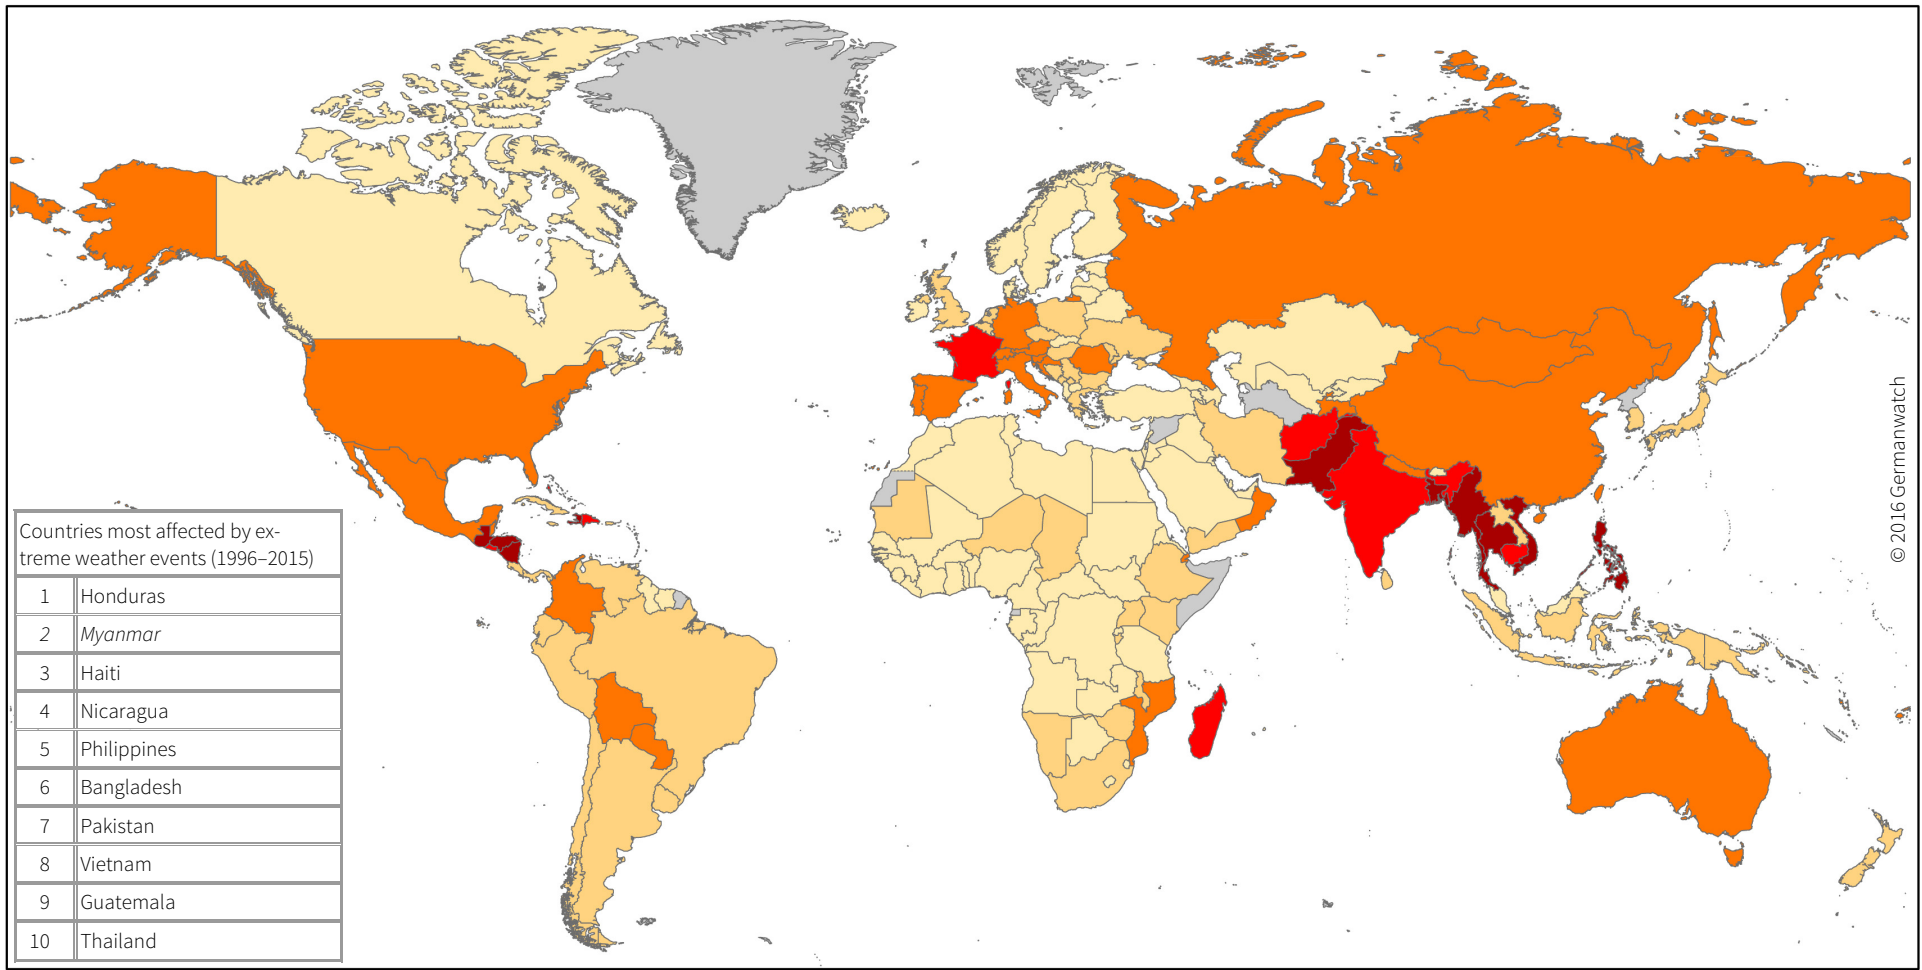 Countries most affected by ex-
treme weather events (1996–2015)
1 Honduras
2 Myanmar
3 Haiti
4 Nicaragua
5 Philippines
6 Bangladesh
7 Pakistan
8 Vietnam
9 Guatemala
10 Thailand
© 2016 Germanwatch